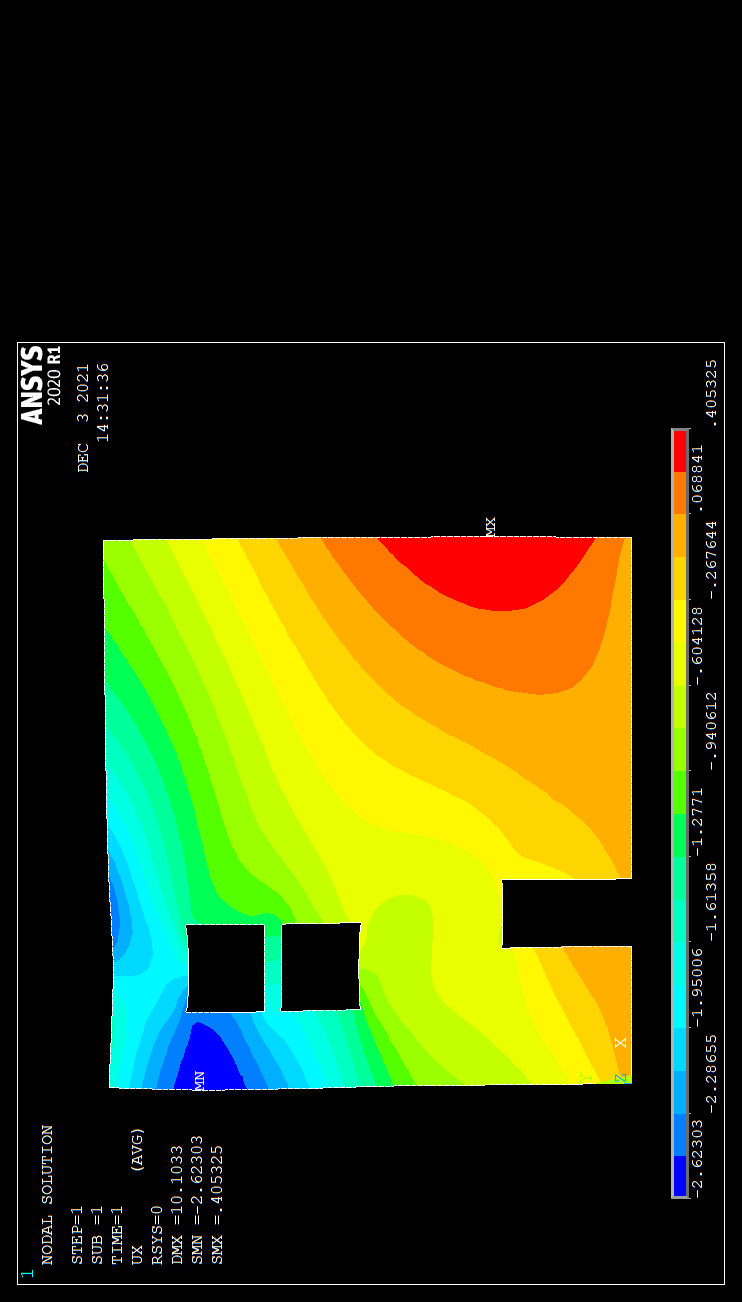 1
NODAL SOLUTION
STEP=1
SUB =1
TIME=1
UX (AVG)
RSYS=0
DMX =10.1033
SMN =-2.62303
SMX =.405325
ANSYS
2020 R1
DEC 3 2021
14:31:36
MN
MX
Y
Z X
-2.62303
-2.28655
-1.95006
-1.61358
-1.2771
-.940612
-.604128
-.267644
.068841
.405325